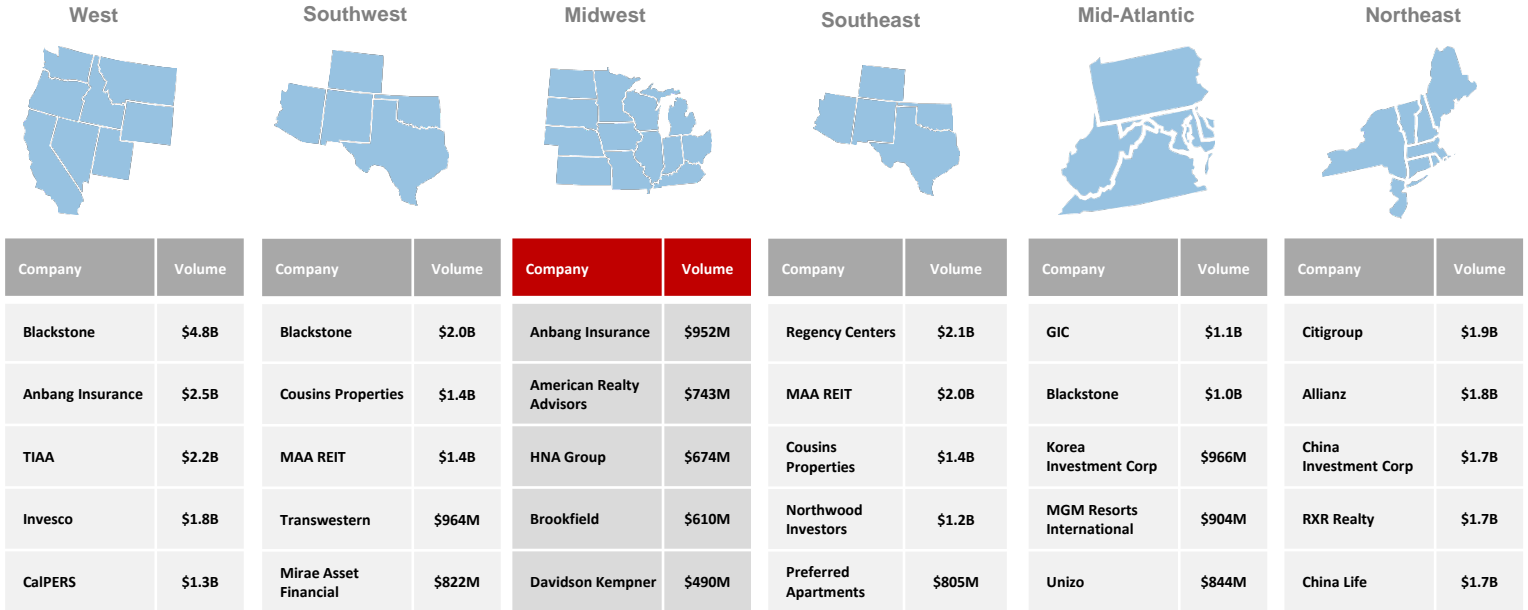 West
Southwest
Midwest
Southeast
Mid-Atlantic
Northeast
Company Volume
Blackstone $4.8B
Anbang Insurance $2.5B
TIAA $2.2B
Invesco $1.8B
CalPERS $1.3B
Company Volume
Blackstone $2.0B
Cousins Properties $1.4B
MAA REIT $1.4B
Transwestern $964M
Mirae Asset
Financial $822M
Company Volume
Anbang Insurance $952M
American Realty
Advisors $743M
HNA Group $674M
Brookfield $610M
Davidson Kempner $490M
Company Volume
Regency Centers $2.1B
MAA REIT $2.0B
Cousins
Properties $1.4B
Northwood
Investors $1.2B
Preferred
Apartments $805M
Company Volume
GIC $1.1B
Blackstone $1.0B
Korea
Investment Corp $966M
MGM Resorts
International $904M
Unizo $844M
Company Volume
Citigroup $1.9B
Allianz $1.8B
China
Investment Corp $1.7B
RXR Realty $1.7B
China Life $1.7B